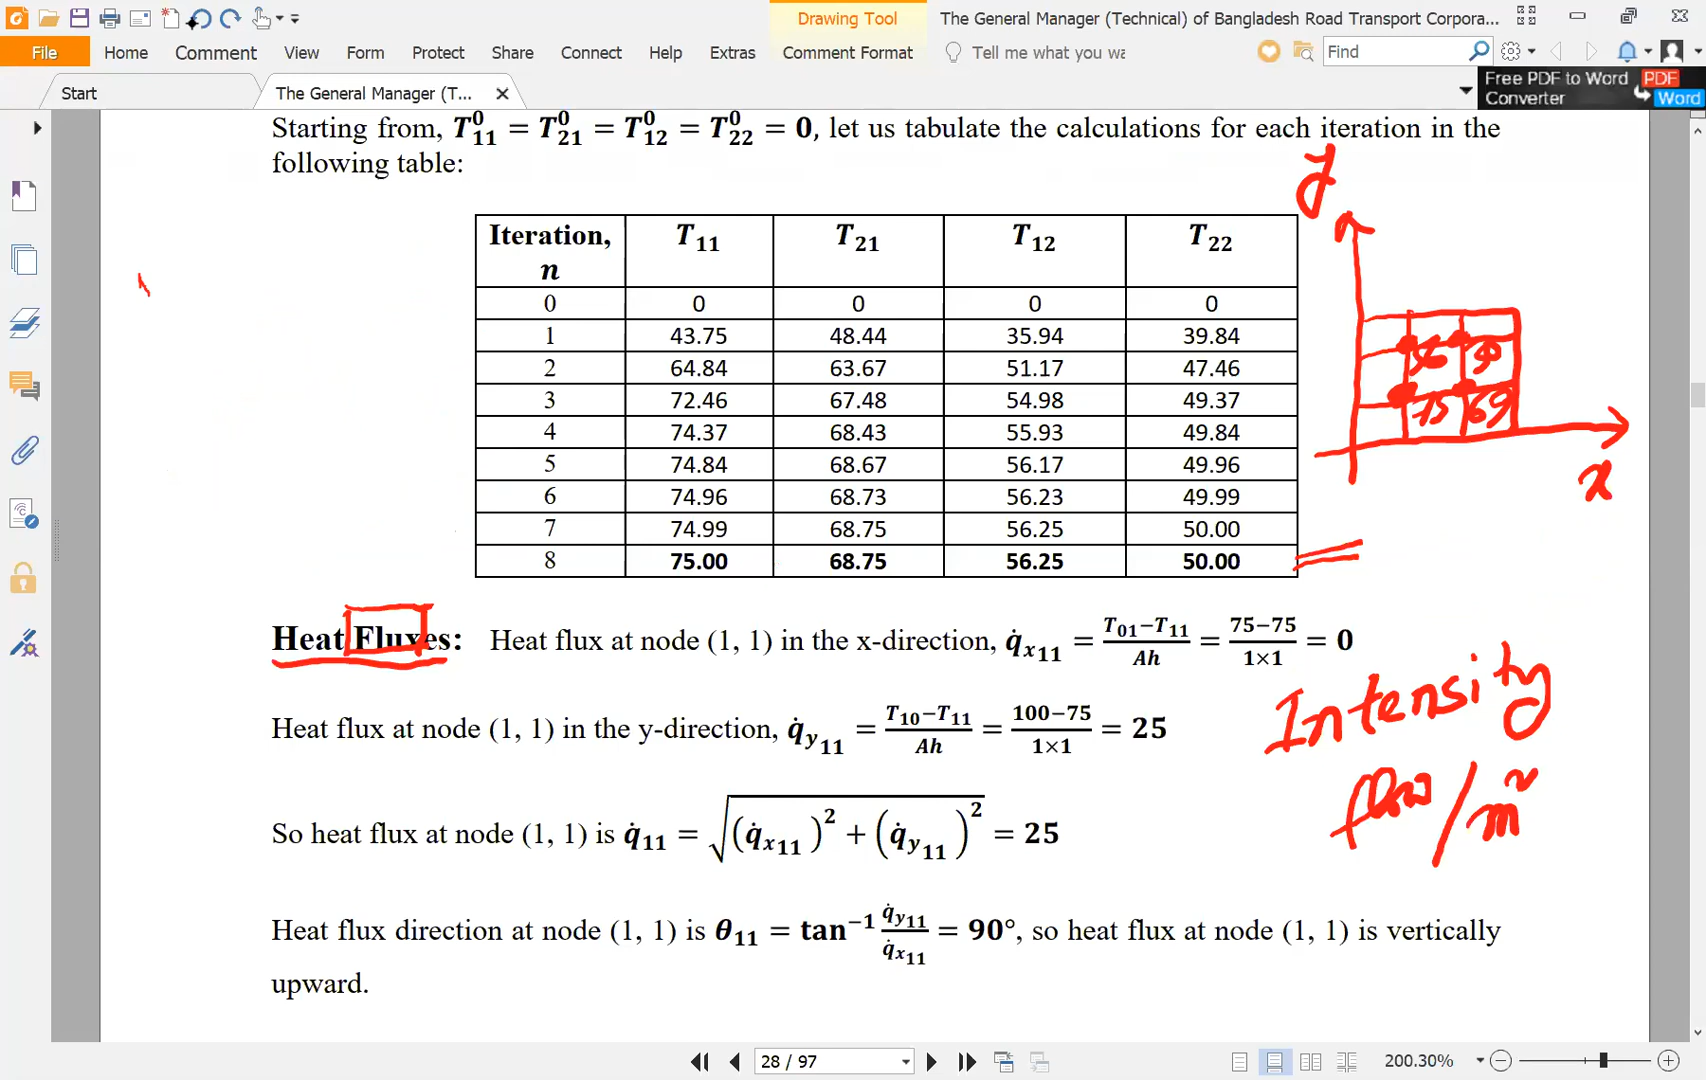 Drawing Tool
The General Manager (Technical) of Bangladesh Road Transport Corpora...
File Home Comment View Form Protect Share Connect Help Extras Comment Format Tell me what you wa Find
Free PDF to Word Converter PDF Word
Start The General Manager (T...
Starting from, T⁰₁₁ = T⁰₂₁ = T⁰₁₂ = T⁰₂₂ = 0, let us tabulate the calculations for each iteration in the
following table:
y
Iteration, n T₁₁ T₂₁ T₁₂ T₂₂
0 0 0 0 0
1 43.75 48.44 35.94 39.84
2 64.84 63.67 51.17 47.46
3 72.46 67.48 54.98 49.37
4 74.37 68.43 55.93 49.84
5 74.84 68.67 56.17 49.96
6 74.96 68.73 56.23 49.99
7 74.99 68.75 56.25 50.00
8 75.00 68.75 56.25 50.00
56 50
75 69
x
Heat Fluxes: Heat flux at node (1, 1) in the x-direction, q̇ₓ₁₁ = (T₀₁−T₁₁)/(Ah) = (75−75)/(1×1) = 0
Intensity
Heat flux at node (1, 1) in the y-direction, q̇y₁₁ = (T₁₀−T₁₁)/(Ah) = (100−75)/(1×1) = 25
flow/m²
So heat flux at node (1, 1) is q̇₁₁ = √((q̇ₓ₁₁)² + (q̇y₁₁)²) = 25
Heat flux direction at node (1, 1) is θ₁₁ = tan⁻¹ q̇y₁₁/q̇ₓ₁₁ = 90°, so heat flux at node (1, 1) is vertically
upward.
28 / 97
200.30%